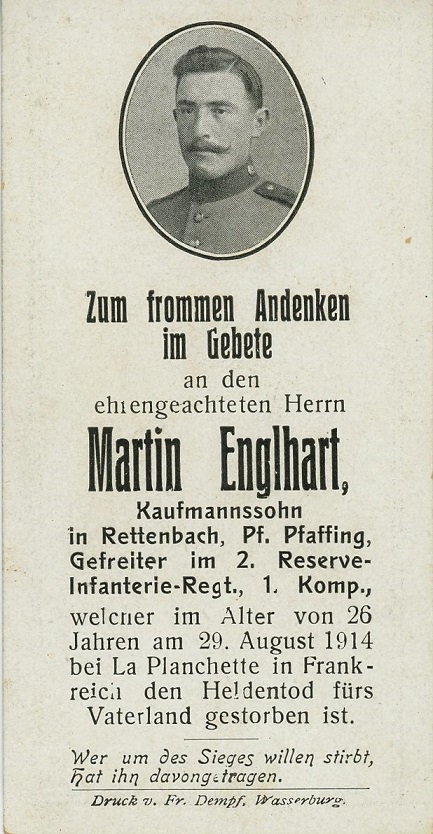 Zum frommen Andenken
im Gebete
an den
ehrengeachteten Herrn
Martin Englhart,
Kaufmannssohn
in Rettenbach, Pf. Pfaffing,
Gefreiter im 2. Reserve-
Infanterie-Regt., 1. Komp.,
welcher im Alter von 26
Jahren am 29. August 1914
bei La Planchette in Frank-
reich den Heldentod fürs
Vaterland gestorben ist.
Wer um des Sieges willen stirbt,
Hat ihn davongetragen.
Druck v. Fr. Dempf, Wasserburg.